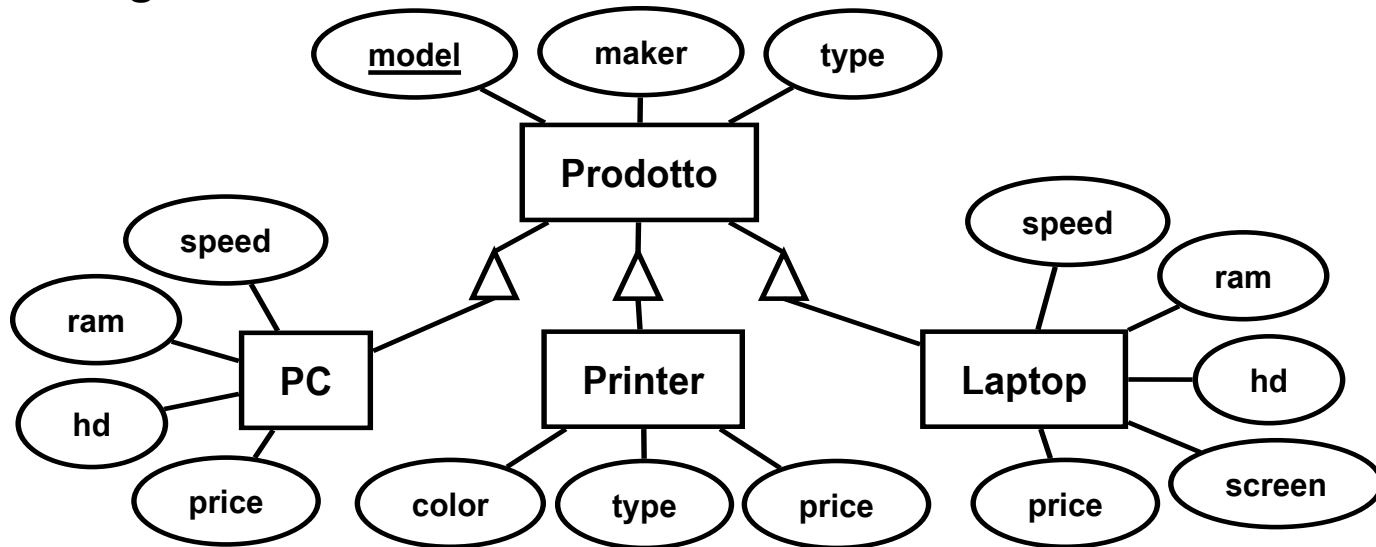 model
maker
type
Prodotto
speed
speed
ram
ram
PC
Printer
Laptop
hd
hd
price
color
type
price
price
screen